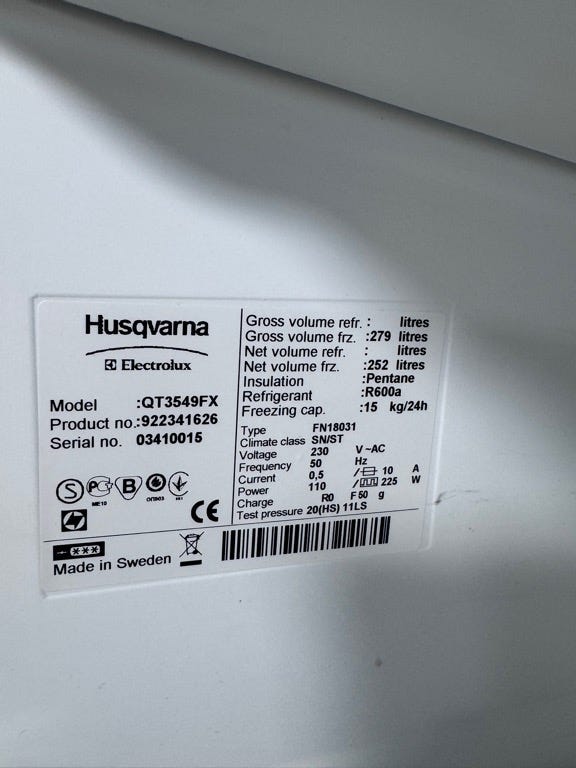 Husqvarna
Electrolux
Model :QT3549FX
Product no.:922341626
Serial no. 03410015
S PC B
ME10 ОП003
CE
***
Made in Sweden
Gross volume refr. : litres
Gross volume frz. :279 litres
Net volume refr. : litres
Net volume frz. :252 litres
Insulation :Pentane
Refrigerant :R600a
Freezing cap. :15 kg/24h
Type FN18031
Climate class SN/ST
Voltage 230 V ~AC
Frequency 50 Hz
Current 0,5 / 10 A
Power 110 / 225 W
Charge R0 F 50 g
Test pressure 20(HS) 11LS